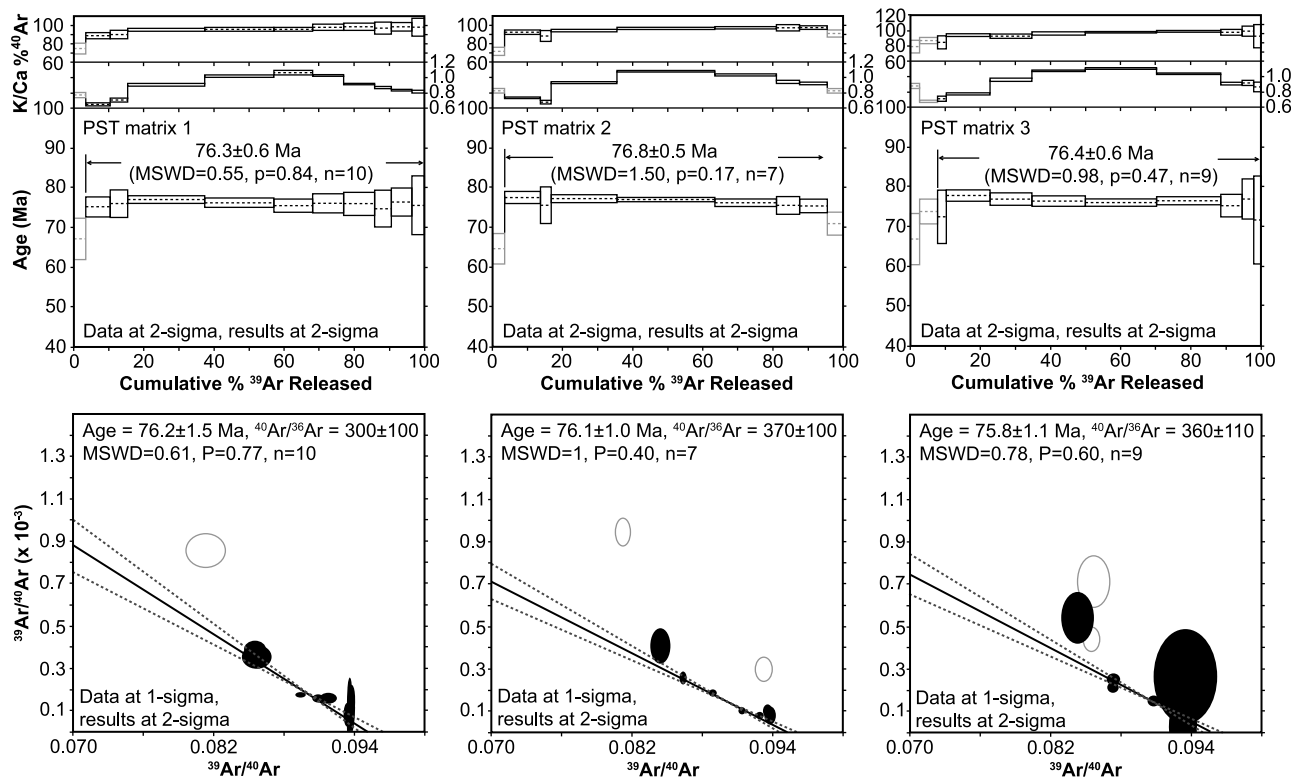 K/Ca %⁴⁰Ar
120
100
80
60
100
80
60
100
80
1.2
1.0
0.8
0.6
1.2
1.0
0.8
0.6
1.2
1.0
0.8
0.6
100
100
100
PST matrix 1
PST matrix 2
PST matrix 3
76.3±0.6 Ma
(MSWD=0.55, p=0.84, n=10)
76.8±0.5 Ma
(MSWD=1.50, p=0.17, n=7)
76.4±0.6 Ma
(MSWD=0.98, p=0.47, n=9)
Age (Ma)
90
80
70
60
50
40
90
80
70
60
50
40
90
80
70
60
50
40
Data at 2-sigma, results at 2-sigma
Data at 2-sigma, results at 2-sigma
Data at 2-sigma, results at 2-sigma
0 20 40 60 80 100
0 20 40 60 80 100
0 20 40 60 80 100
Cumulative % ³⁹Ar Released
Cumulative % ³⁹Ar Released
Cumulative % ³⁹Ar Released
Age = 76.2±1.5 Ma, ⁴⁰Ar/³⁶Ar = 300±100
MSWD=0.61, P=0.77, n=10
Age = 76.1±1.0 Ma, ⁴⁰Ar/³⁶Ar = 370±100
MSWD=1, P=0.40, n=7
Age = 75.8±1.1 Ma, ⁴⁰Ar/³⁶Ar = 360±110
MSWD=0.78, P=0.60, n=9
³⁹Ar/⁴⁰Ar (x 10⁻³)
1.3
1.1
0.9
0.7
0.5
0.3
0.1
1.3
1.1
0.9
0.7
0.5
0.3
0.1
1.3
1.1
0.9
0.7
0.5
0.3
0.1
Data at 1-sigma,
results at 2-sigma
Data at 1-sigma,
results at 2-sigma
Data at 1-sigma,
results at 2-sigma
0.070 0.082 0.094
0.070 0.082 0.094
0.070 0.082 0.094
³⁹Ar/⁴⁰Ar
³⁹Ar/⁴⁰Ar
³⁹Ar/⁴⁰Ar